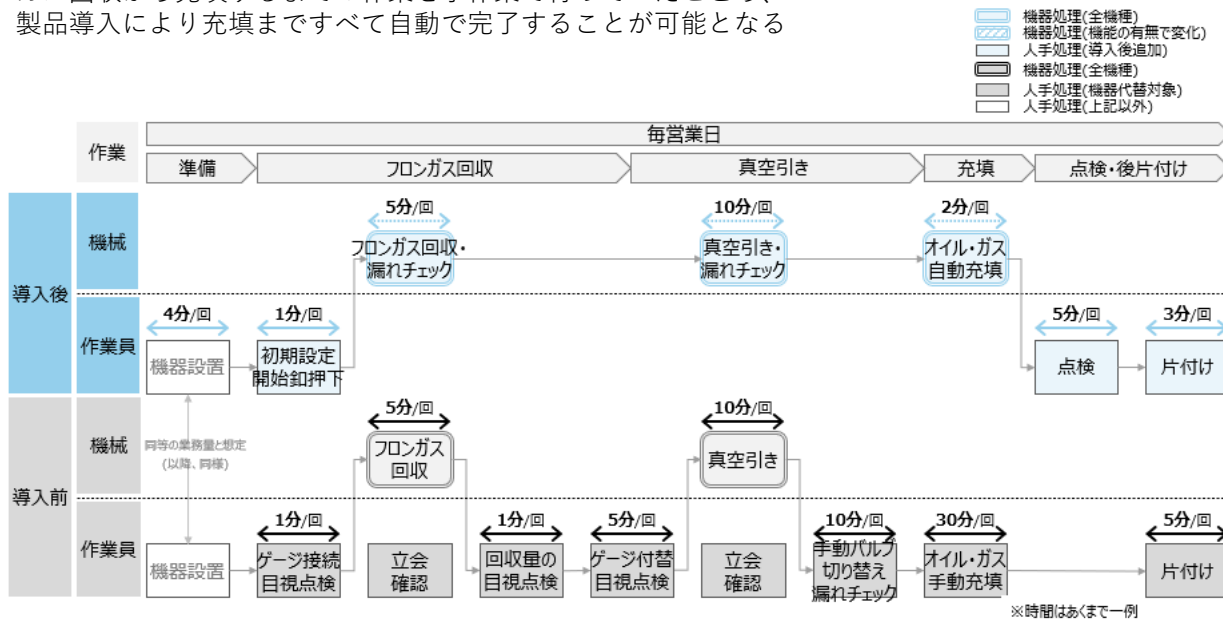 製品導入により充填まですべて自動で完了することが可能となる
機器処理(全機種)
機器処理(機能の有無で変化)
人手処理(導入後追加)
機器処理(全機種)
人手処理(機器代替対象)
人手処理(上記以外)
作業
毎営業日
準備
フロンガス回収
真空引き
充填
点検・後片付け
導入後
機械
5分/回
フロンガス回収・
漏れチェック
10分/回
真空引き・
漏れチェック
2分/回
オイル・ガス
自動充填
作業員
4分/回
機器設置
1分/回
初期設定
開始釦押下
5分/回
点検
3分/回
片付け
導入前
機械
同等の業務量と想定
(以降、同様)
5分/回
フロンガス
回収
10分/回
真空引き
作業員
機器設置
1分/回
ゲージ接続
目視点検
立会
確認
1分/回
回収量の
目視点検
5分/回
ゲージ付替
目視点検
立会
確認
10分/回
手動バルブ
切り替え
漏れチェック
30分/回
オイル・ガス
手動充填
5分/回
片付け
※時間はあくまで一例